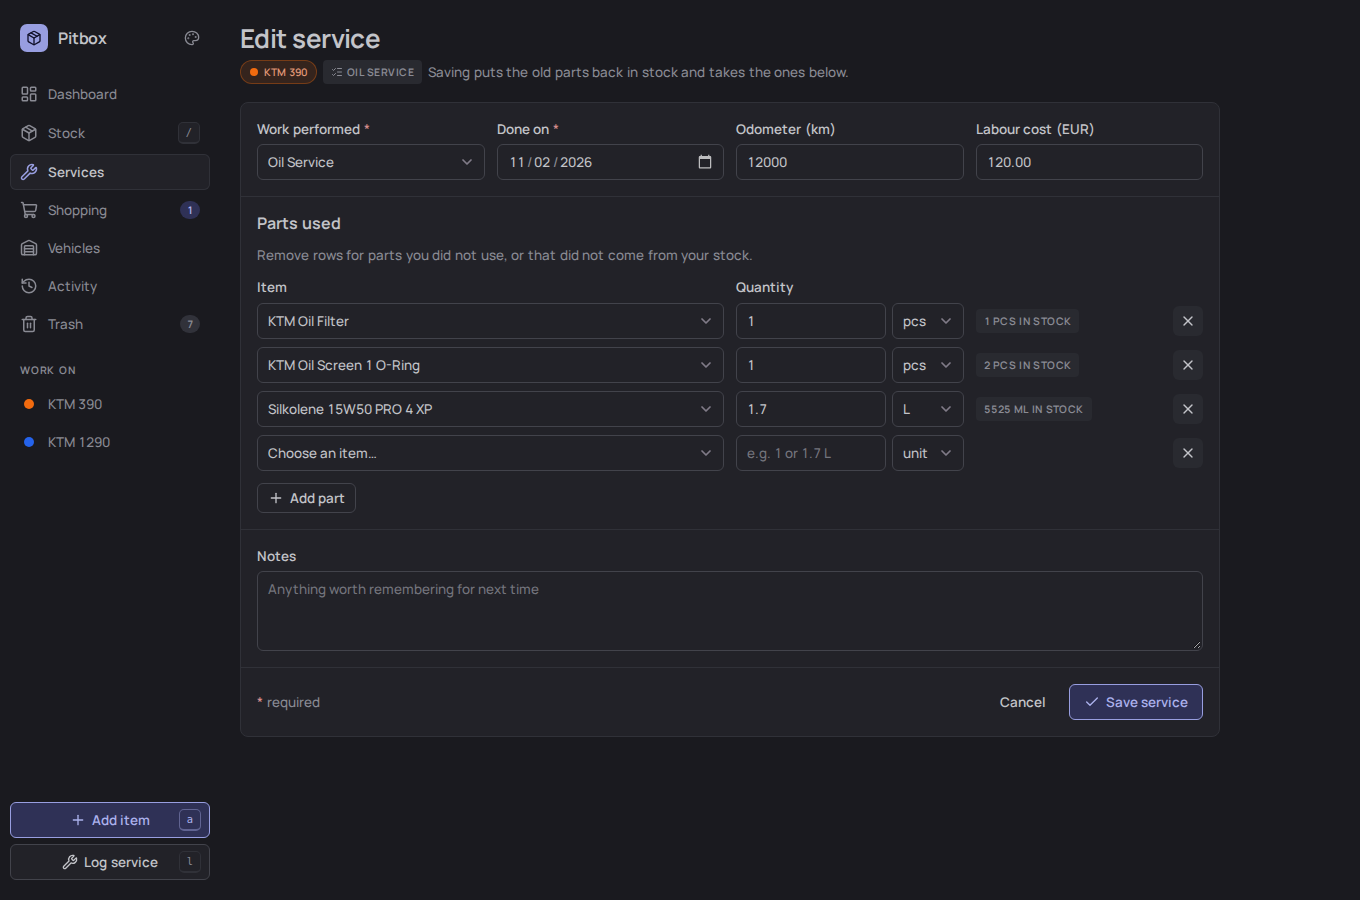 Pitbox
Dashboard
Stock /
Services
Shopping 1
Vehicles
Activity
Trash 7
WORK ON
KTM 390
KTM 1290
Add item a
Log service l
Edit service
KTM 390 OIL SERVICE Saving puts the old parts back in stock and takes the ones below.
Work performed * Done on * Odometer (km) Labour cost (EUR)
Oil Service 11/02/2026 12000 120.00
Parts used
Remove rows for parts you did not use, or that did not come from your stock.
Item Quantity
KTM Oil Filter 1 pcs 1 PCS IN STOCK
KTM Oil Screen 1 O-Ring 1 pcs 2 PCS IN STOCK
Silkolene 15W50 PRO 4 XP 1.7 L 5525 ML IN STOCK
Choose an item... e.g. 1 or 1.7 L unit
Add part
Notes
Anything worth remembering for next time
* required Cancel Save service